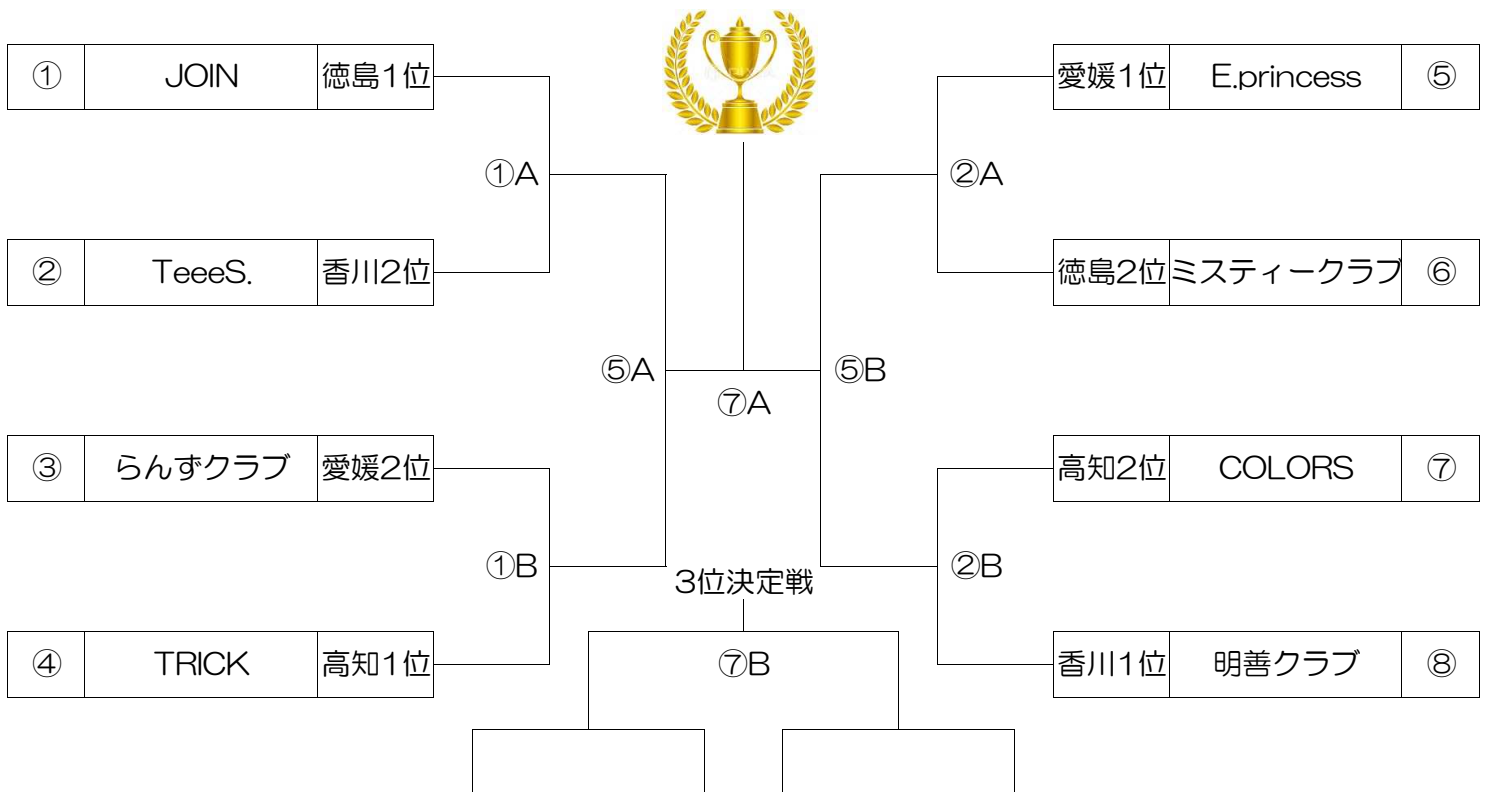 ① JOIN 徳島1位
愛媛1位 E.princess ⑤
①A
②A
② TeeeS. 香川2位
徳島2位 ミスティークラブ ⑥
⑤A
⑤B
⑦A
③ らんずクラブ 愛媛2位
高知2位 COLORS ⑦
①B
②B
3位決定戦
④ TRICK 高知1位
⑦B
香川1位 明善クラブ ⑧